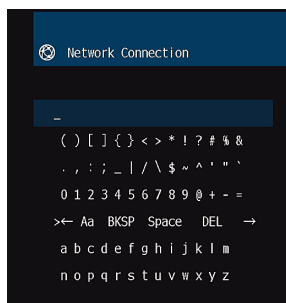 Network Connection
_
( ) [ ] { } < > * ! ? # % &
. , : ; _ | / \ $ ~ ^ ' " `
0 1 2 3 4 5 6 7 8 9 @ + - =
>← Aa BKSP Space DEL →
a b c d e f g h i j k l m
n o p q r s t u v w x y z